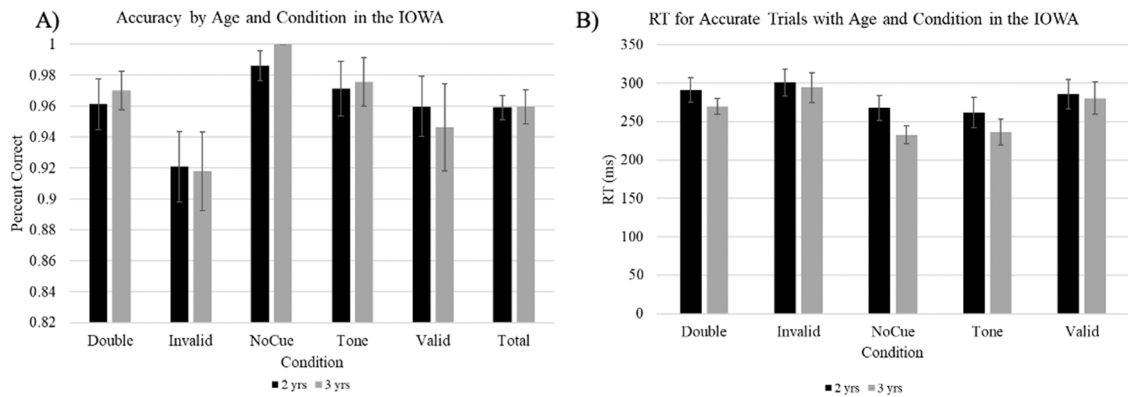 A)
Accuracy by Age and Condition in the IOWA
Percent Correct
1
0.98
0.96
0.94
0.92
0.9
0.88
0.86
0.84
0.82
Double Invalid NoCue Tone Valid Total
Condition
2 yrs 3 yrs
B)
RT for Accurate Trials with Age and Condition in the IOWA
RT (ms)
350
300
250
200
150
100
50
0
Double Invalid NoCue Tone Valid
Condition
2 yrs 3 yrs